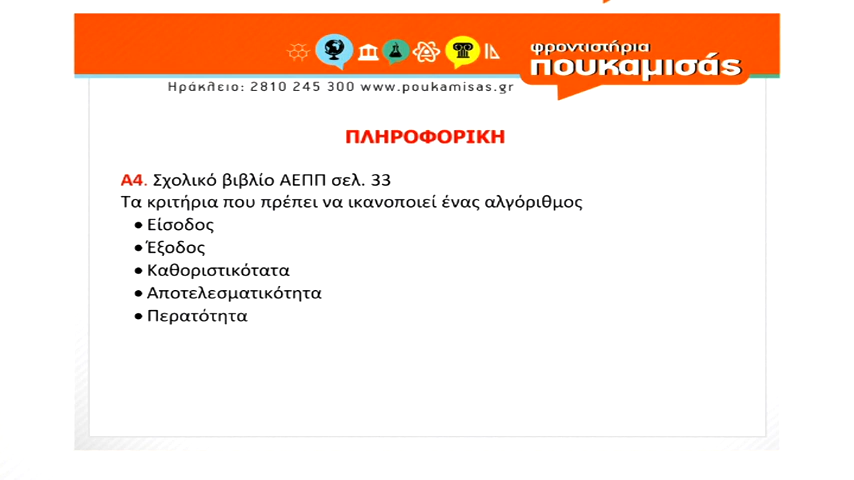 φροντιστήρια
πουκαμισάς
Ηράκλειο: 2810 245 300 www.poukamisas.gr
ΠΛΗΡΟΦΟΡΙΚΗ
Α4. Σχολικό βιβλίο ΑΕΠΠ σελ. 33
Τα κριτήρια που πρέπει να ικανοποιεί ένας αλγόριθμος
• Είσοδος
• Έξοδος
• Καθοριστικότατα
• Αποτελεσματικότητα
• Περατότητα